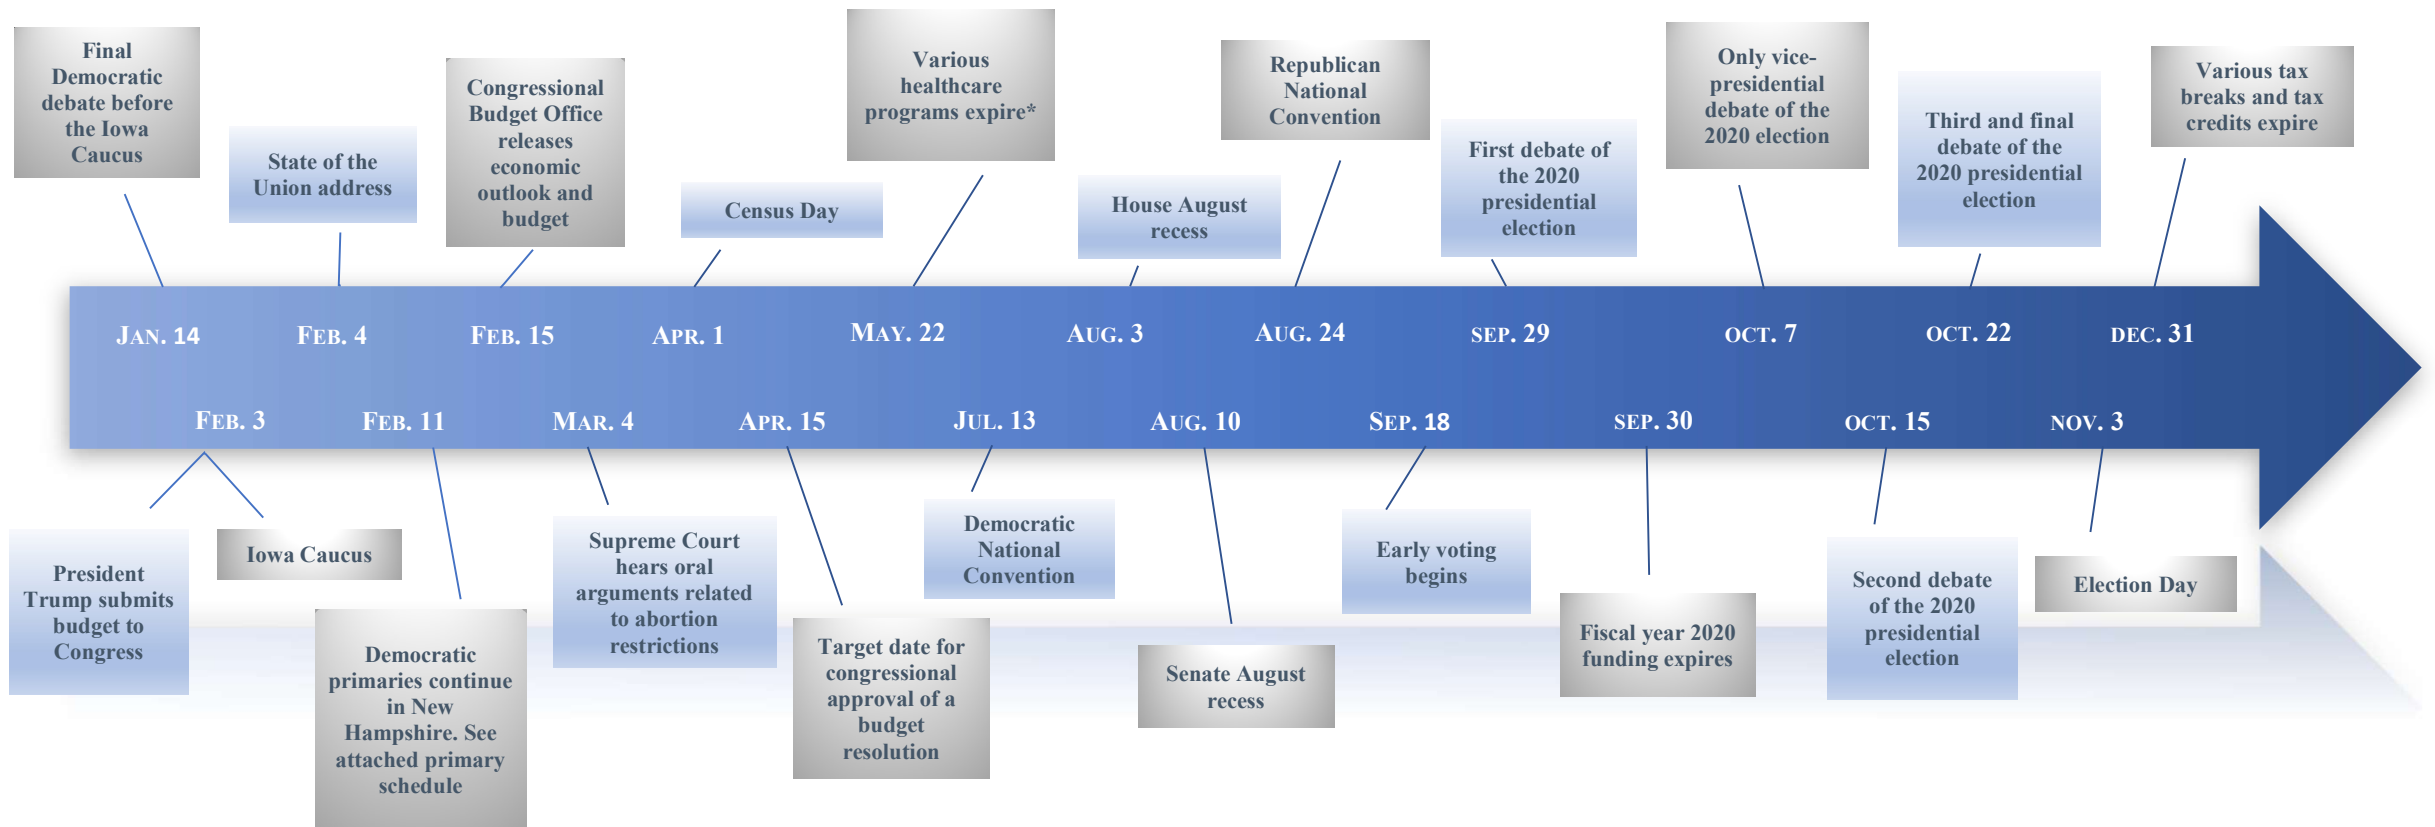 Final
Democratic
debate before
the Iowa
Caucus
State of the
Union address
Congressional
Budget Office
releases
economic
outlook and
budget
Census Day
Various
healthcare
programs expire*
House August
recess
Republican
National
Convention
First debate of
the 2020
presidential
election
Only vice-
presidential
debate of the
2020 election
Third and final
debate of the
2020 presidential
election
Various tax
breaks and tax
credits expire
JAN. 14
FEB. 4
FEB. 15
APR. 1
MAY. 22
AUG. 3
AUG. 24
SEP. 29
OCT. 7
OCT. 22
DEC. 31
FEB. 3
FEB. 11
MAR. 4
APR. 15
JUL. 13
AUG. 10
SEP. 18
SEP. 30
OCT. 15
NOV. 3
President
Trump submits
budget to
Congress
Iowa Caucus
Democratic
primaries continue
in New
Hampshire. See
attached primary
schedule
Supreme Court
hears oral
arguments related
to abortion
restrictions
Target date for
congressional
approval of a
budget
resolution
Democratic
National
Convention
Senate August
recess
Early voting
begins
Fiscal year 2020
funding expires
Second debate
of the 2020
presidential
election
Election Day